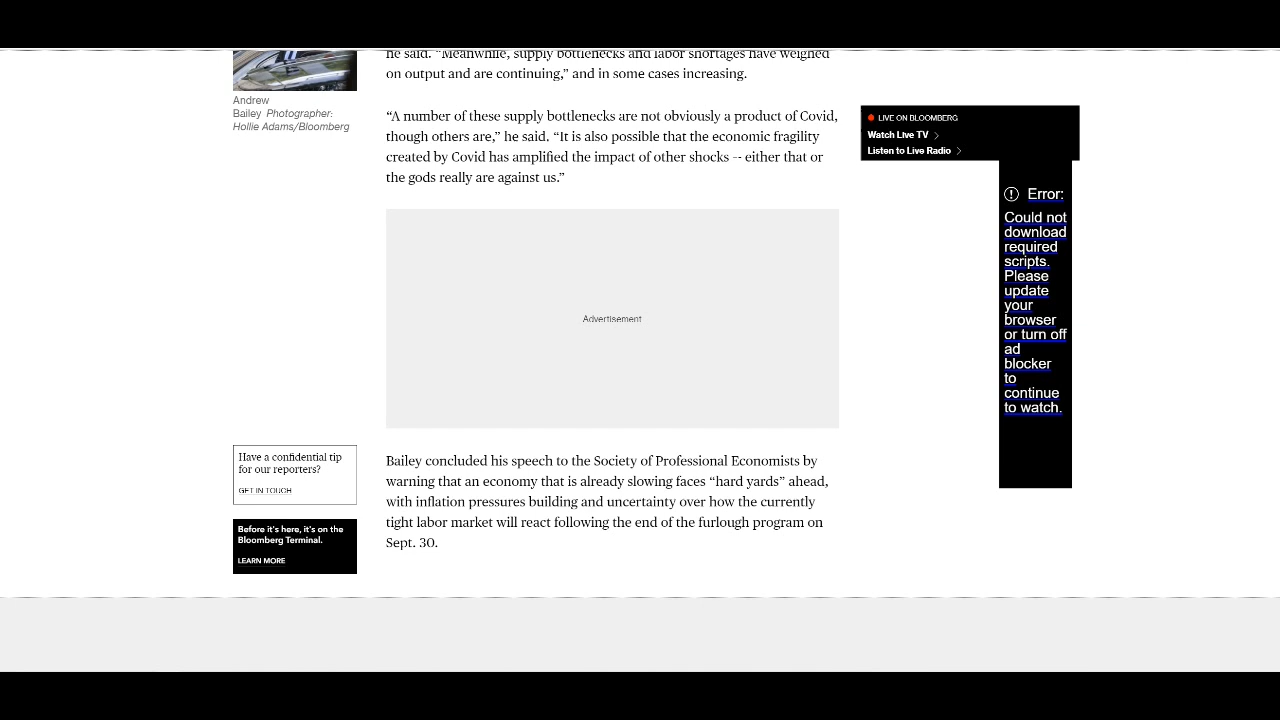 he said. “Meanwhile, supply bottlenecks and labor shortages have weighed
on output and are continuing,” and in some cases increasing.
Andrew
Bailey Photographer:
Hollie Adams/Bloomberg
“A number of these supply bottlenecks are not obviously a product of Covid,
though others are,” he said. “It is also possible that the economic fragility
created by Covid has amplified the impact of other shocks -- either that or
the gods really are against us.”
LIVE ON BLOOMBERG
Watch Live TV
Listen to Live Radio
Error:
Could not
download
required
scripts.
Please
update
your
browser
or turn off
ad
blocker
to
continue
to watch.
Advertisement
Have a confidential tip
for our reporters?
GET IN TOUCH
Before it's here, it's on the
Bloomberg Terminal.
LEARN MORE
Bailey concluded his speech to the Society of Professional Economists by
warning that an economy that is already slowing faces “hard yards” ahead,
with inflation pressures building and uncertainty over how the currently
tight labor market will react following the end of the furlough program on
Sept. 30.